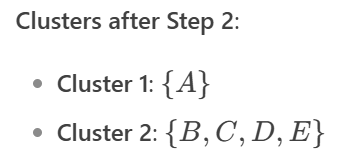 Clusters after Step 2:
• Cluster 1: {A}
• Cluster 2: {B, C, D, E}